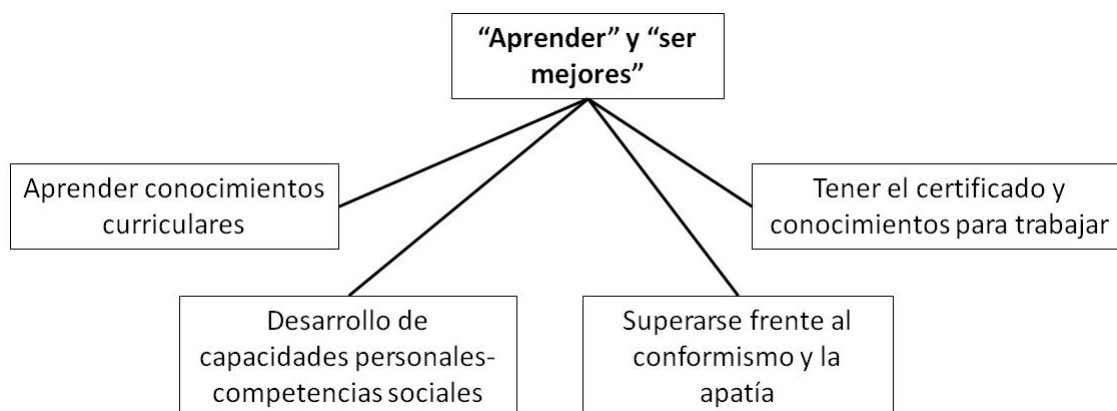 “Aprender” y “ser
mejores”
Aprender conocimientos
curriculares
Tener el certificado y
conocimientos para trabajar
Desarrollo de
capacidades personales-
competencias sociales
Superarse frente al
conformismo y la
apatía